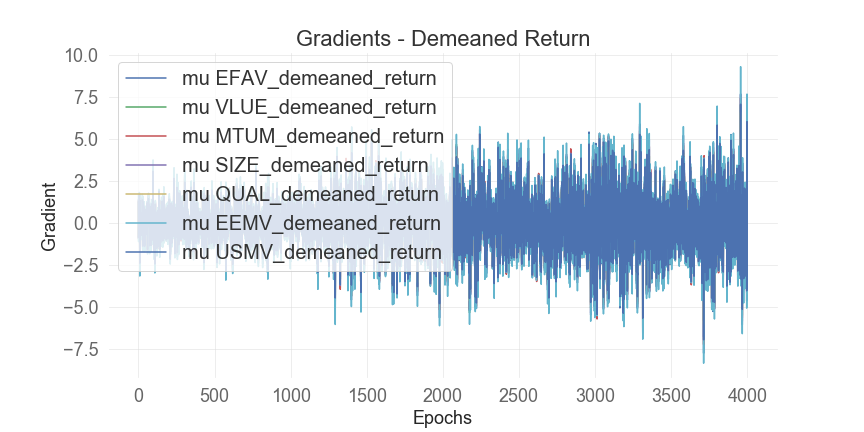 Gradients - Demeaned Return
10.0
7.5
5.0
2.5
0.0
−2.5
−5.0
−7.5
Gradient
mu EFAV_demeaned_return
mu VLUE_demeaned_return
mu MTUM_demeaned_return
mu SIZE_demeaned_return
mu QUAL_demeaned_return
mu EEMV_demeaned_return
mu USMV_demeaned_return
0 500 1000 1500 2000 2500 3000 3500 4000
Epochs